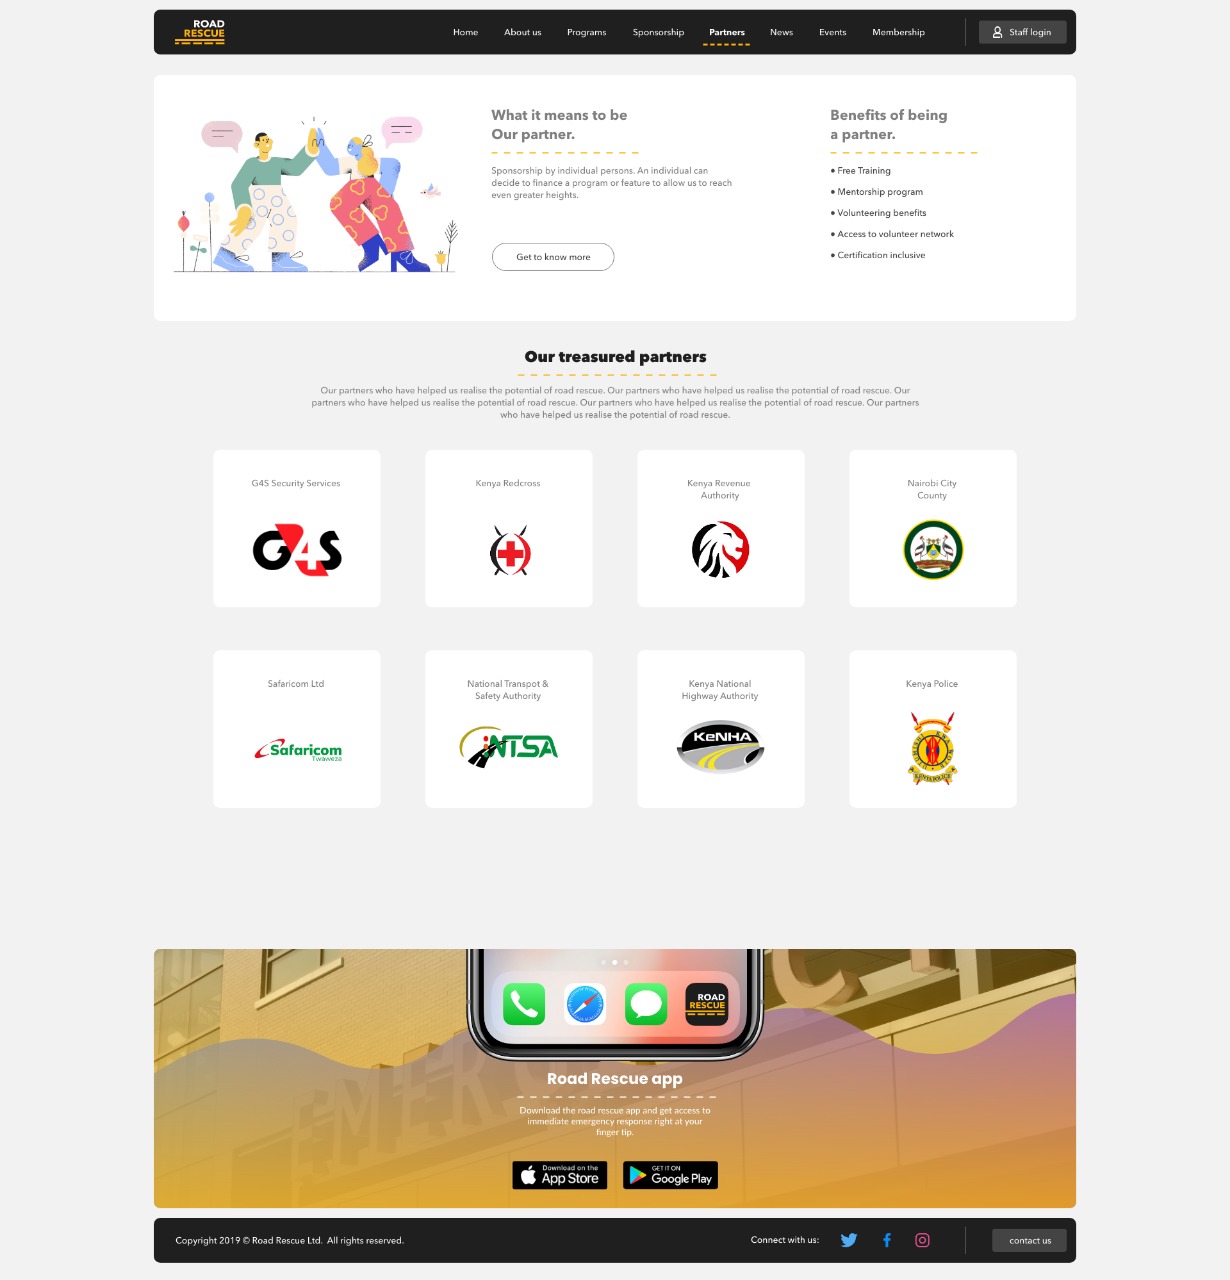 ROAD
RESCUE
Home About us Programs Sponsorship Partners News Events Membership Staff login
What it means to be
Our partner.
Sponsorship by individual persons. An individual can
decide to finance a program or feature to allow us to reach
even greater heights.
Get to know more
Benefits of being
a partner.
• Free Training
• Mentorship program
• Volunteering benefits
• Access to volunteer network
• Certification inclusive
Our treasured partners
Our partners who have helped us realise the potential of road rescue. Our partners who have helped us realise the potential of road rescue. Our
partners who have helped us realise the potential of road rescue. Our partners who have helped us realise the potential of road rescue. Our partners
who have helped us realise the potential of road rescue.
G4S Security Services
G4S
Kenya Redcross
Kenya Revenue
Authority
Nairobi City
County
Safaricom Ltd
Safaricom
Twaweza
National Transpot &
Safety Authority
NTSA
Kenya National
Highway Authority
KeNHA
Kenya Police
KENYA POLICE
ROAD
RESCUE
Road Rescue app
Download the road rescue app and get access to
immediate emergency response right at your
finger tip.
Download on the
App Store
GET IT ON
Google Play
Copyright 2019 © Road Rescue Ltd. All rights reserved.
Connect with us:
contact us